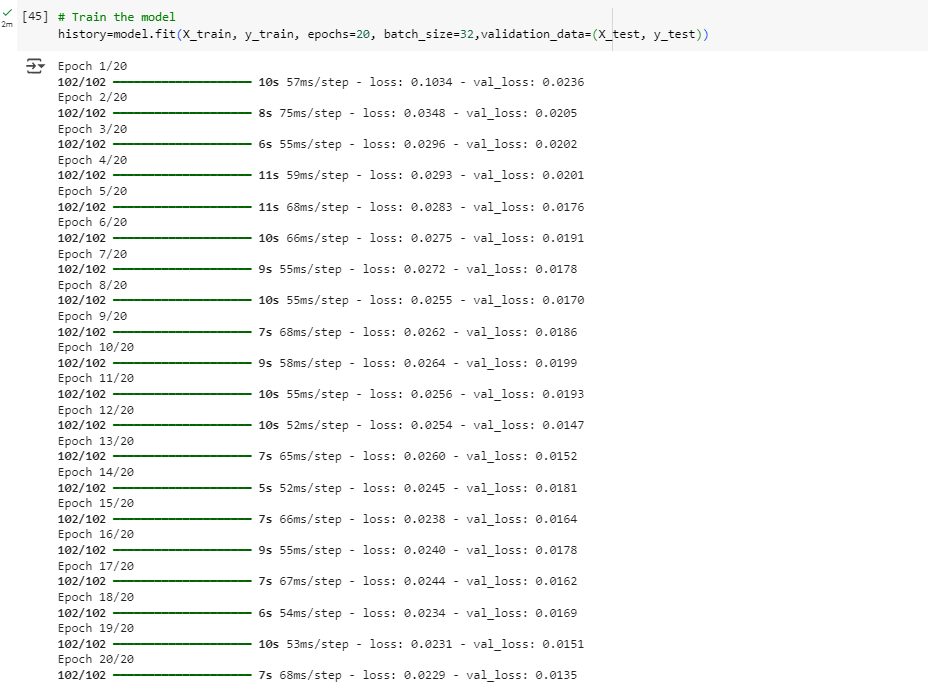 [45] # Train the model
2m
history=model.fit(X_train, y_train, epochs=20, batch_size=32,validation_data=(X_test, y_test))
Epoch 1/20
102/102 ━━━━━━━━━━━━━━━━━━━━ 10s 57ms/step - loss: 0.1034 - val_loss: 0.0236
Epoch 2/20
102/102 ━━━━━━━━━━━━━━━━━━━━ 8s 75ms/step - loss: 0.0348 - val_loss: 0.0205
Epoch 3/20
102/102 ━━━━━━━━━━━━━━━━━━━━ 6s 55ms/step - loss: 0.0296 - val_loss: 0.0202
Epoch 4/20
102/102 ━━━━━━━━━━━━━━━━━━━━ 11s 59ms/step - loss: 0.0293 - val_loss: 0.0201
Epoch 5/20
102/102 ━━━━━━━━━━━━━━━━━━━━ 11s 68ms/step - loss: 0.0283 - val_loss: 0.0176
Epoch 6/20
102/102 ━━━━━━━━━━━━━━━━━━━━ 10s 66ms/step - loss: 0.0275 - val_loss: 0.0191
Epoch 7/20
102/102 ━━━━━━━━━━━━━━━━━━━━ 9s 55ms/step - loss: 0.0272 - val_loss: 0.0178
Epoch 8/20
102/102 ━━━━━━━━━━━━━━━━━━━━ 10s 55ms/step - loss: 0.0255 - val_loss: 0.0170
Epoch 9/20
102/102 ━━━━━━━━━━━━━━━━━━━━ 7s 68ms/step - loss: 0.0262 - val_loss: 0.0186
Epoch 10/20
102/102 ━━━━━━━━━━━━━━━━━━━━ 9s 58ms/step - loss: 0.0264 - val_loss: 0.0199
Epoch 11/20
102/102 ━━━━━━━━━━━━━━━━━━━━ 10s 55ms/step - loss: 0.0256 - val_loss: 0.0193
Epoch 12/20
102/102 ━━━━━━━━━━━━━━━━━━━━ 10s 52ms/step - loss: 0.0254 - val_loss: 0.0147
Epoch 13/20
102/102 ━━━━━━━━━━━━━━━━━━━━ 7s 65ms/step - loss: 0.0260 - val_loss: 0.0152
Epoch 14/20
102/102 ━━━━━━━━━━━━━━━━━━━━ 5s 52ms/step - loss: 0.0245 - val_loss: 0.0181
Epoch 15/20
102/102 ━━━━━━━━━━━━━━━━━━━━ 7s 66ms/step - loss: 0.0238 - val_loss: 0.0164
Epoch 16/20
102/102 ━━━━━━━━━━━━━━━━━━━━ 9s 55ms/step - loss: 0.0240 - val_loss: 0.0178
Epoch 17/20
102/102 ━━━━━━━━━━━━━━━━━━━━ 7s 67ms/step - loss: 0.0244 - val_loss: 0.0162
Epoch 18/20
102/102 ━━━━━━━━━━━━━━━━━━━━ 6s 54ms/step - loss: 0.0234 - val_loss: 0.0169
Epoch 19/20
102/102 ━━━━━━━━━━━━━━━━━━━━ 10s 53ms/step - loss: 0.0231 - val_loss: 0.0151
Epoch 20/20
102/102 ━━━━━━━━━━━━━━━━━━━━ 7s 68ms/step - loss: 0.0229 - val_loss: 0.0135